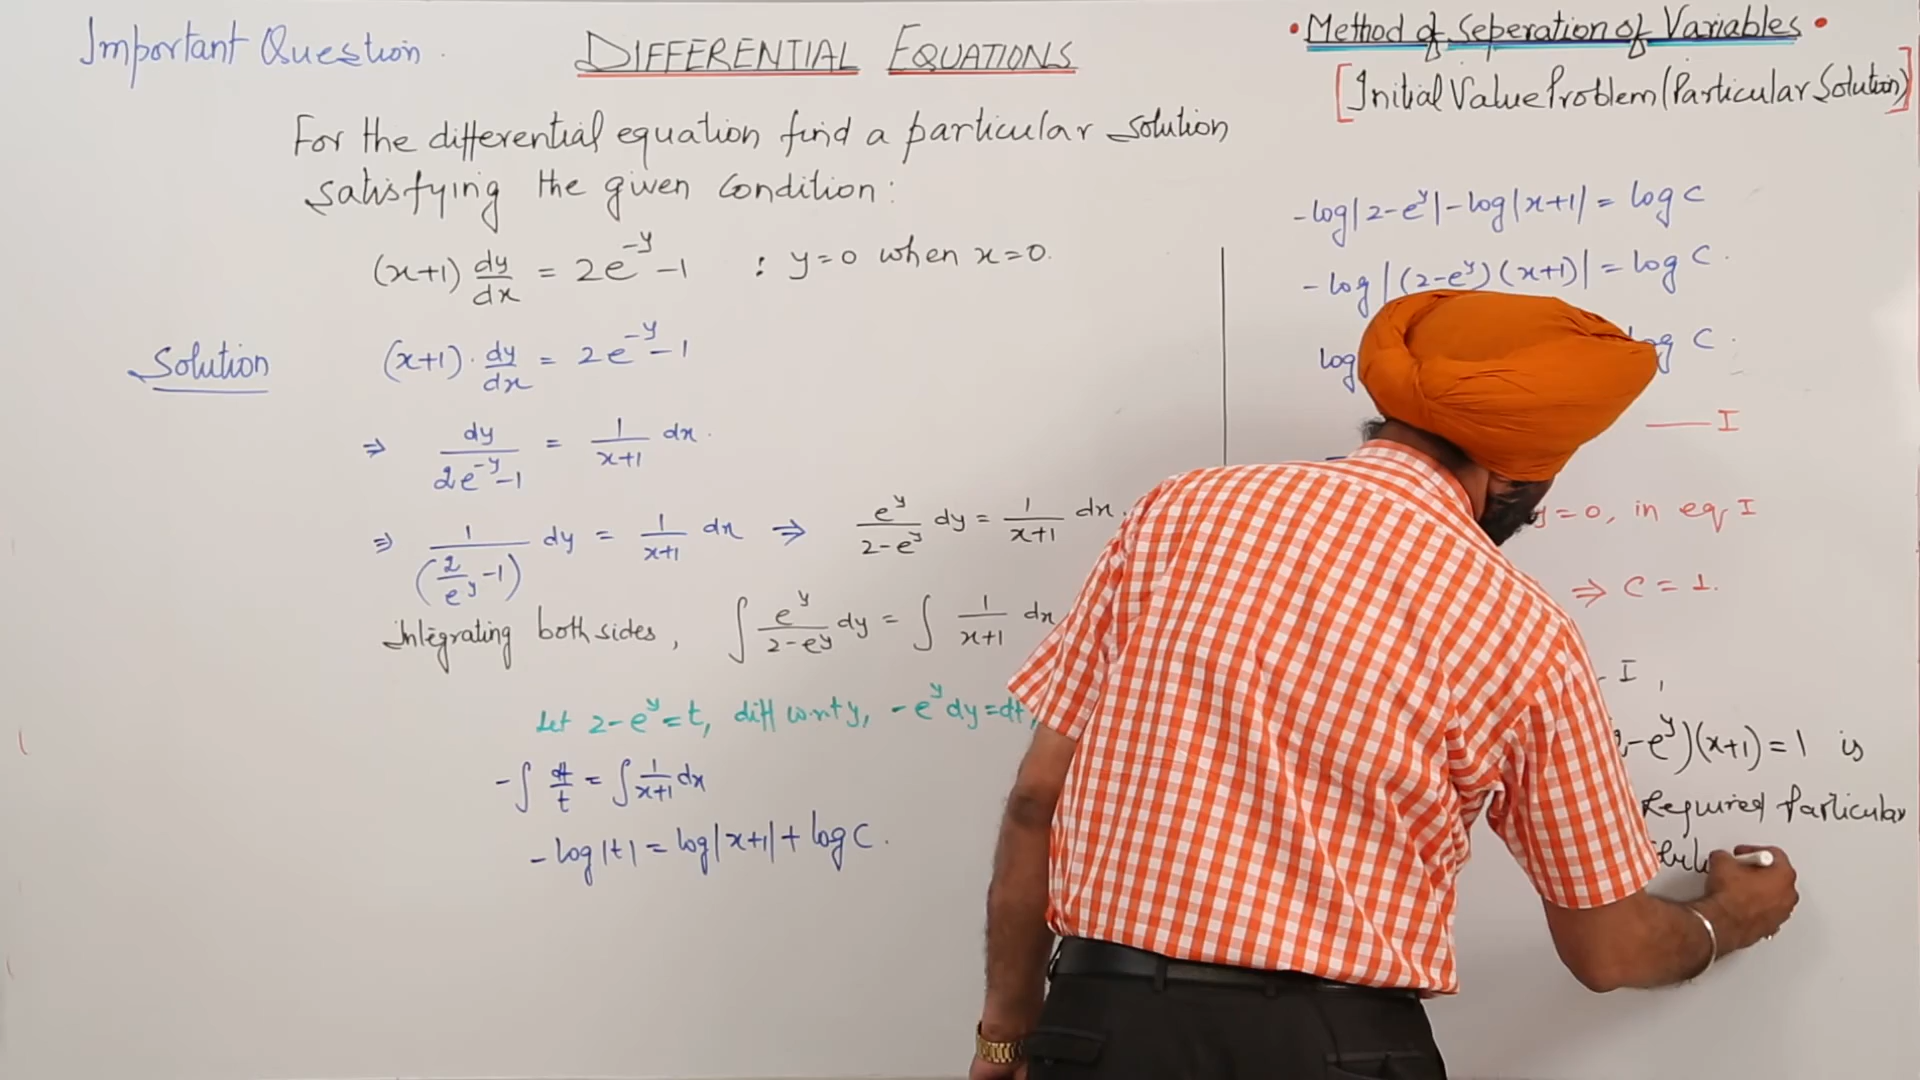 Important Question.
DIFFERENTIAL EQUATIONS
• Method of Seperation of Variables •
[Initial Value Problem (Particular Solution)]
For the differential equation find a particular solution
satisfying the given condition:
(x+1) dy/dx = 2e^-y - 1 : y=0 when x=0.
Solution (x+1) · dy/dx = 2e^-y - 1
⇒ dy/(2e^-y - 1) = 1/(x+1) dx.
⇒ 1/(2/e^y - 1) dy = 1/(x+1) dx ⇒ e^y/(2-e^y) dy = 1/(x+1) dx.
Integrating both sides, ∫ e^y/(2-e^y) dy = ∫ 1/(x+1) dx
Let 2-e^y = t, diff w.r.t y, -e^y dy = dt,
-∫ dt/t = ∫ 1/(x+1) dx
-log|t| = log|x+1| + log C.
-log|2-e^y| - log|x+1| = log C
-log|(2-e^y)(x+1)| = log C.
log C.
— I
y=0, in eq I
⇒ C = 1.
I,
-e^y)(x+1) = 1 is
Required Particular